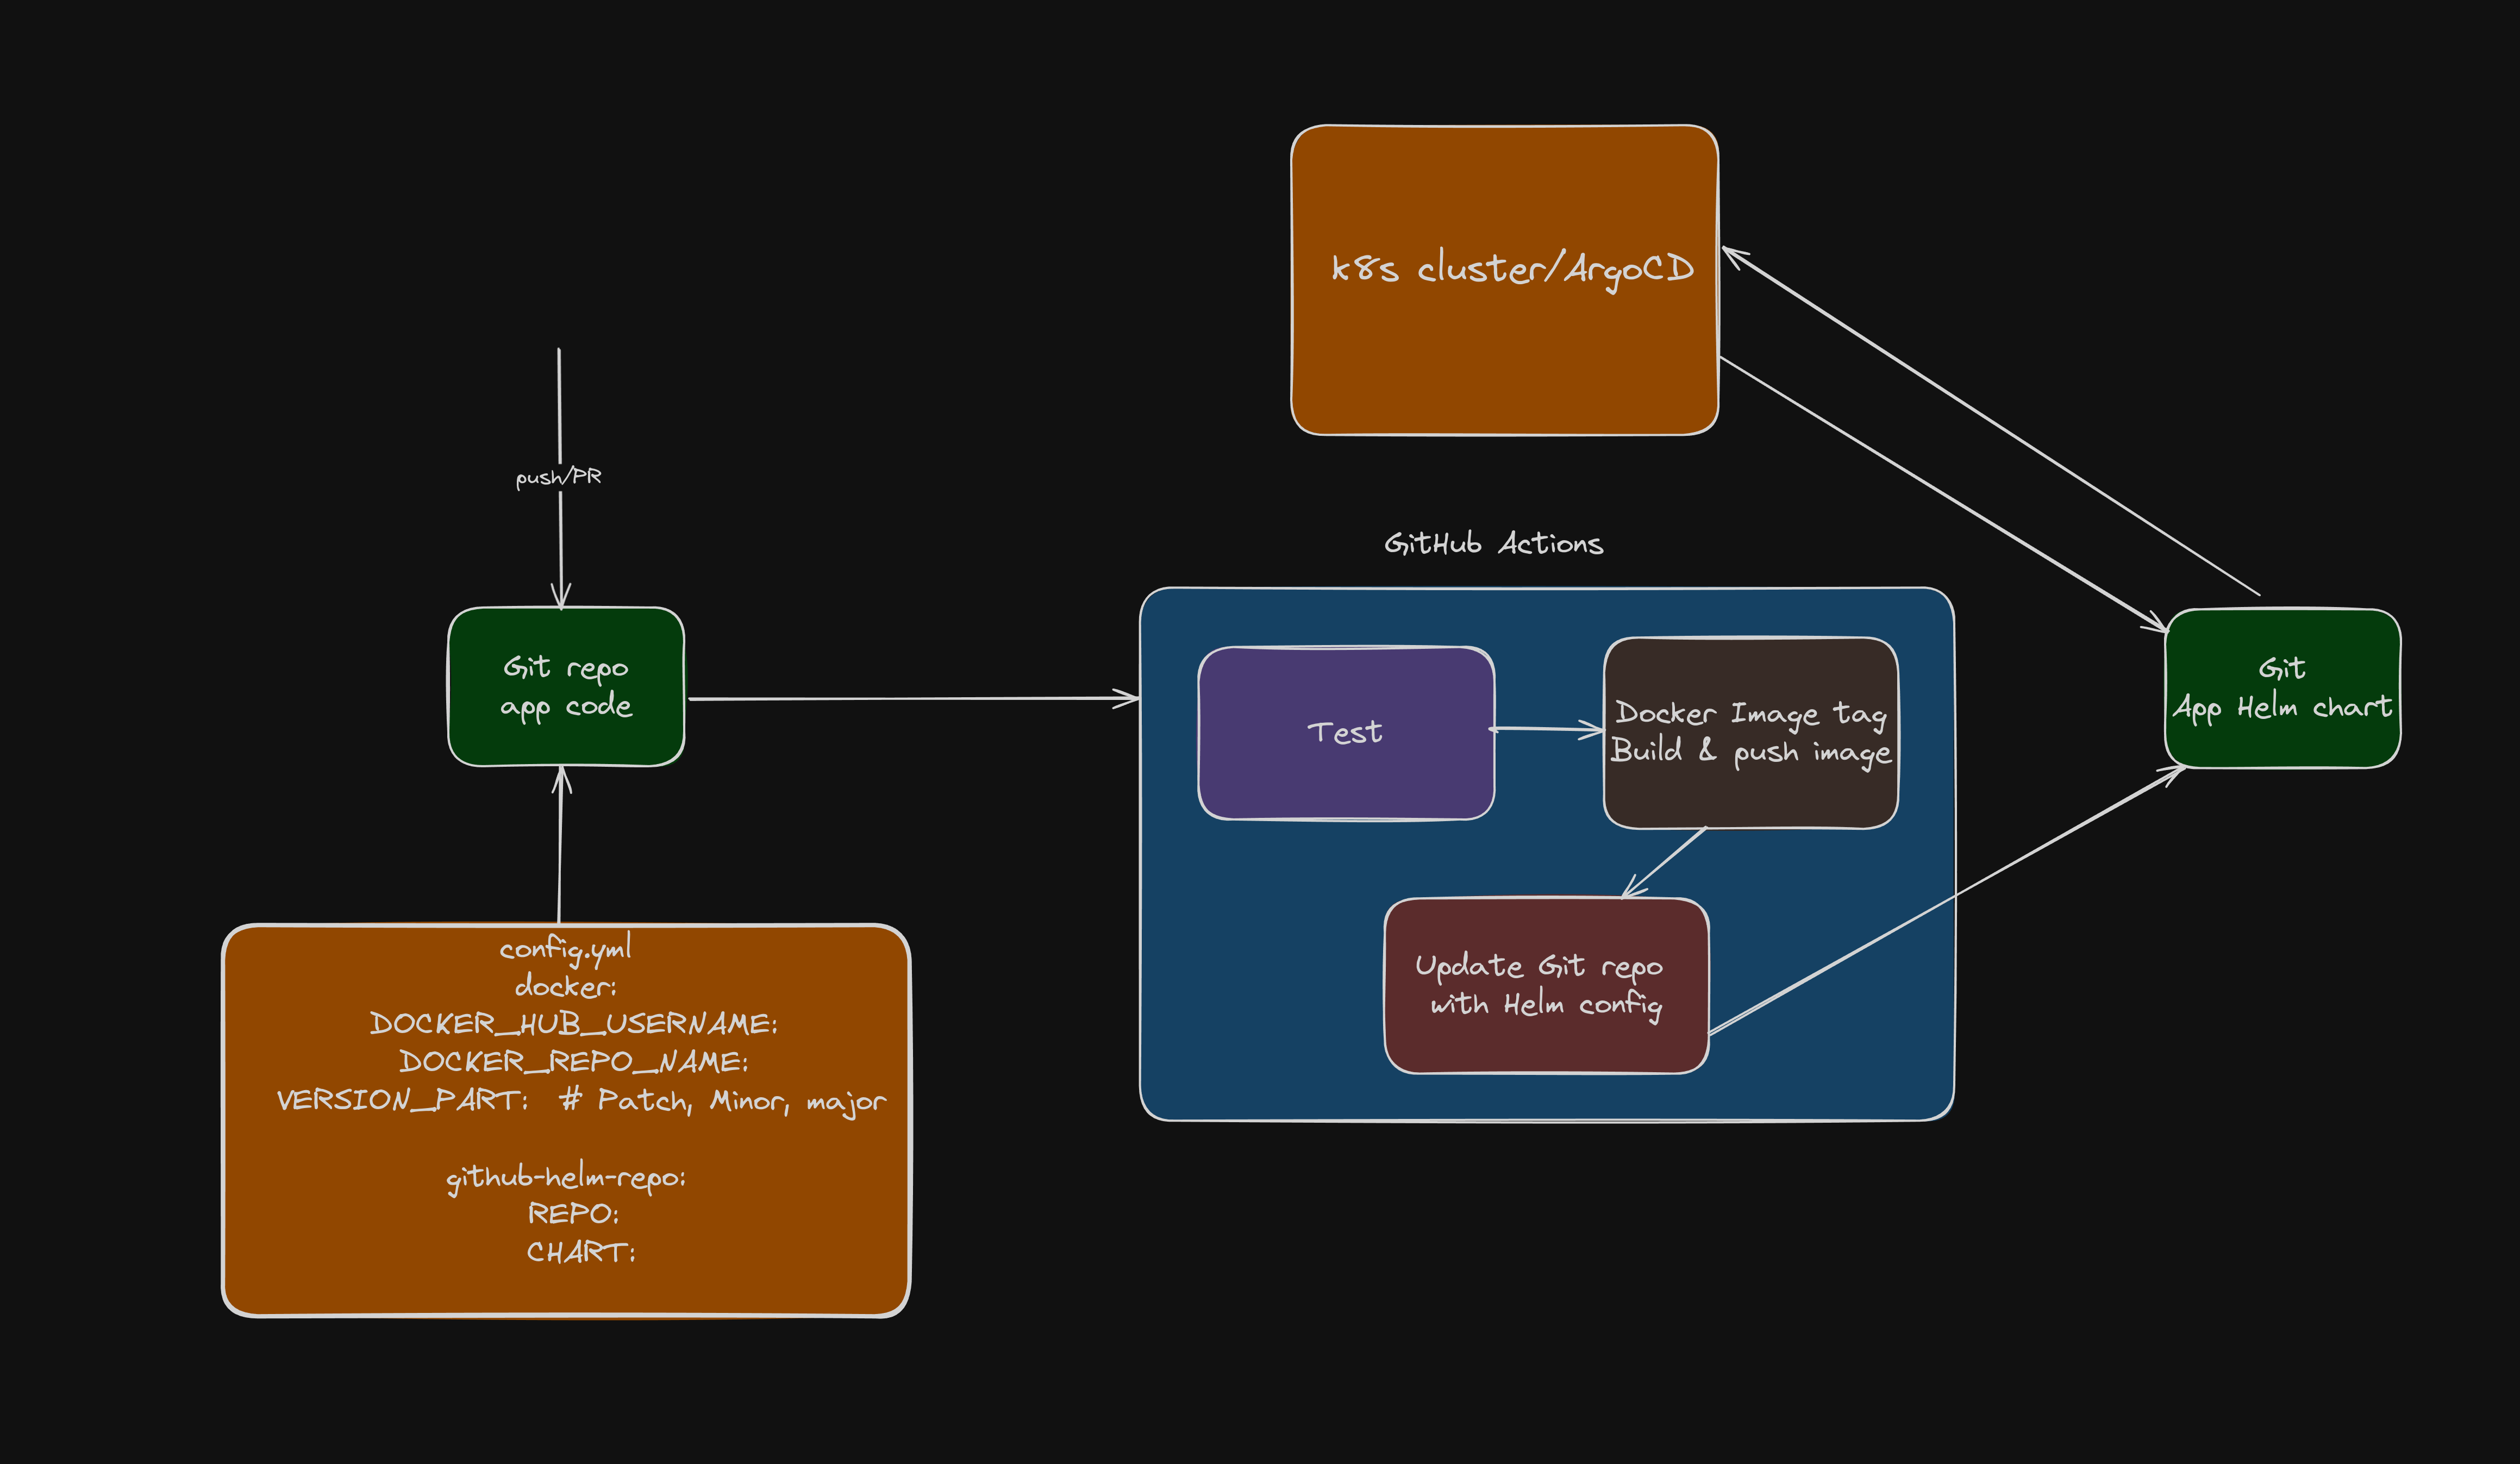 k8s cluster/ArgoCD
push/PR
GitHub Actions
Git repo
app code
Test
Docker Image tag
Build & push image
Git
App Helm chart
Update Git repo
with Helm config
config.yml
docker:
DOCKER_HUB_USERNAME:
DOCKER_REPO_NAME:
VERSION_PART:  # Patch, Minor, major
github-helm-repo:
REPO:
CHART: